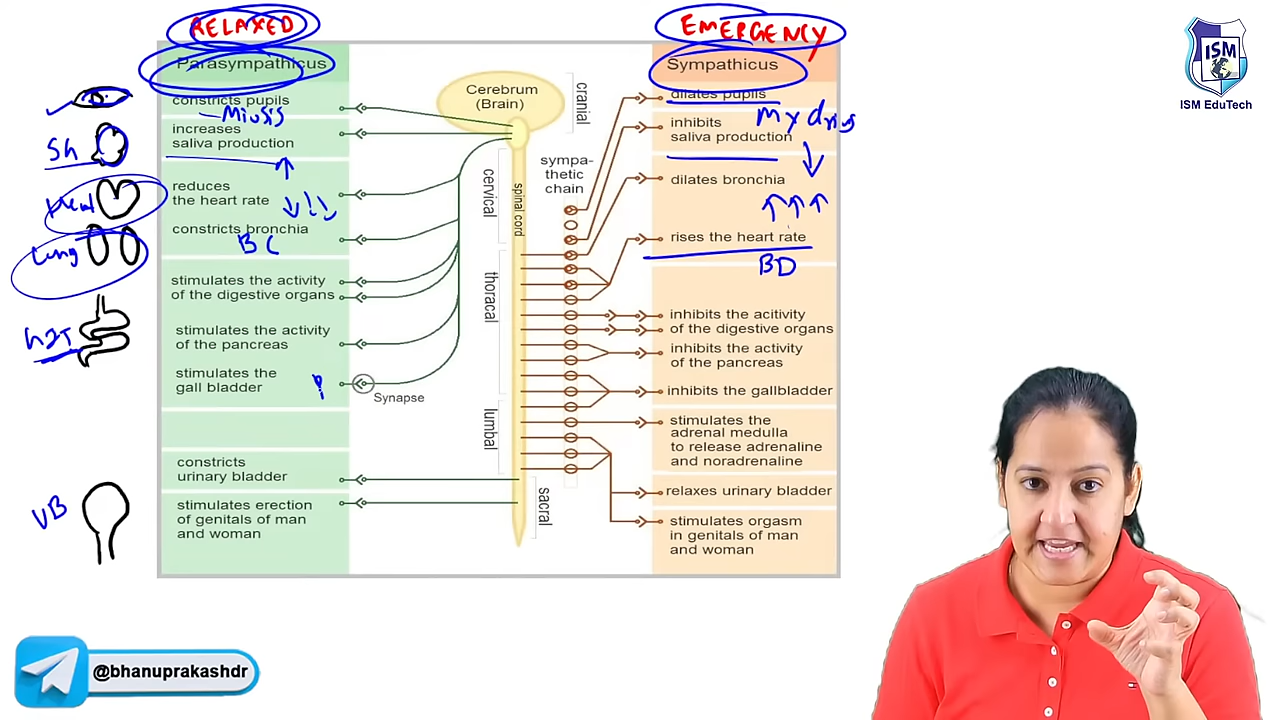 RELAXED
EMERGENCY
ISM
ISM EduTech
Parasympathicus
Sympathicus
Cerebrum
(Brain)
cranial
constricts pupils
Miosis
increases
saliva production
reduces
the heart rate
constricts bronchia
BC
stimulates the activity
of the digestive organs
stimulates the activity
of the pancreas
stimulates the
gall bladder
Synapse
constricts
urinary bladder
stimulates erection
of genitals of man
and woman
sympa-
thetic
chain
spinal cord
cervical
thoracal
lumbal
sacral
dilates pupils
inhibits
saliva production
dilates bronchia
rises the heart rate
BD
inhibits the acitivity
of the digestive organs
inhibits the activity
of the pancreas
inhibits the gallbladder
stimulates the
adrenal medulla
to release adrenaline
and noradrenaline
relaxes urinary bladder
stimulates orgasm
in genitals of man
and woman
Lung
UB
@bhanuprakashdr